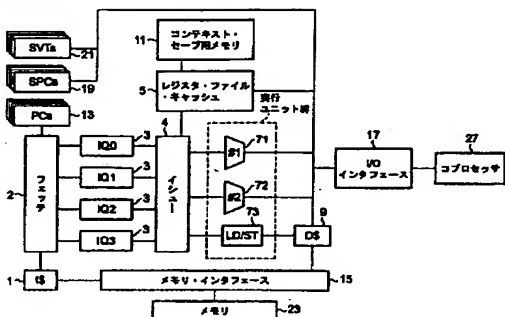 SVTs
21
SPCs
19
PCs
13
コンテキスト・
セーブ用メモリ
11
レジスタ・ファイル・
キャッシュ
5
実行
ユニット群
フェッチ
2
IQ0
3
IQ1
3
IQ2
3
IQ3
3
イシュー
4
#1
71
#2
72
LD/ST
73
D$
9
I/O
インタフェース
17
コプロセッサ
27
I$
1
メモリ・インタフェース
15
メモリ
23